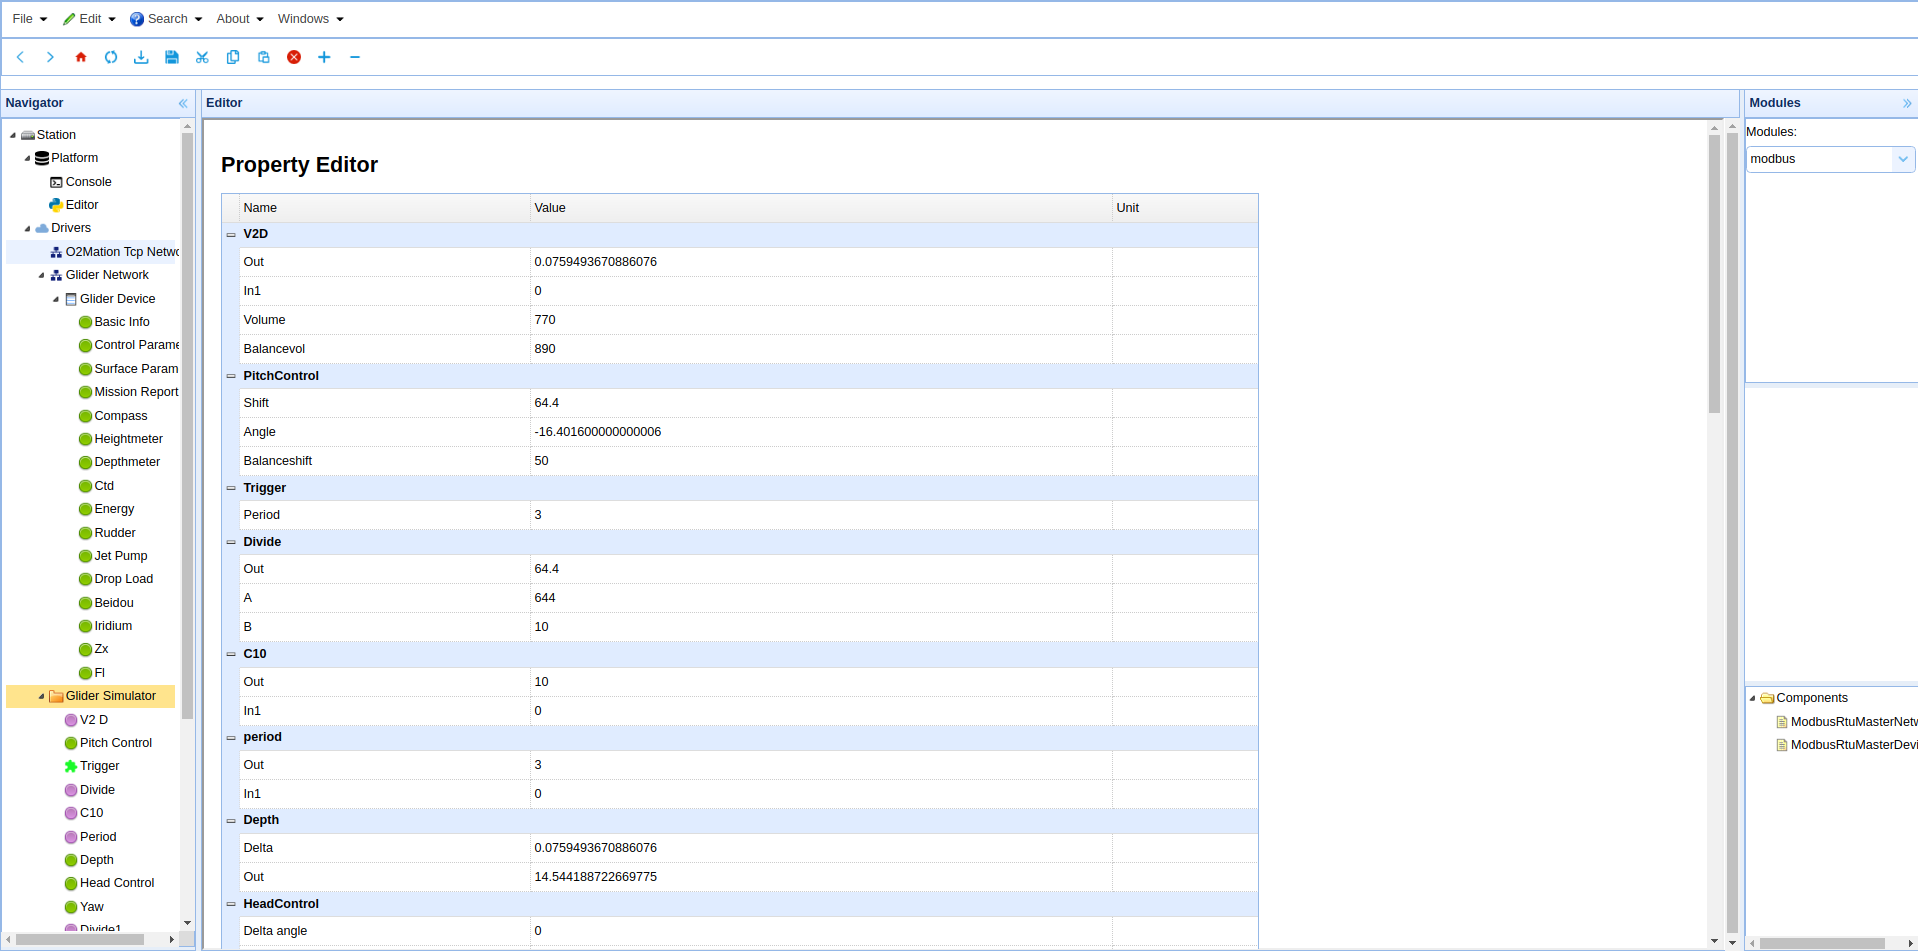 File Edit Search About Windows
Navigator
Station
Platform
Console
Editor
Drivers
O2Mation Tcp Netwo
Glider Network
Glider Device
Basic Info
Control Parame
Surface Param
Mission Report
Compass
Heightmeter
Depthmeter
Ctd
Energy
Rudder
Jet Pump
Drop Load
Beidou
Iridium
Zx
Fl
Glider Simulator
V2 D
Pitch Control
Trigger
Divide
C10
Period
Depth
Head Control
Yaw
Divide1
Editor
Property Editor
Name Value Unit
V2D
Out 0.0759493670886076
In1 0
Volume 770
Balancevol 890
PitchControl
Shift 64.4
Angle -16.401600000000006
Balanceshift 50
Trigger
Period 3
Divide
Out 64.4
A 644
B 10
C10
Out 10
In1 0
period
Out 3
In1 0
Depth
Delta 0.0759493670886076
Out 14.544188722669775
HeadControl
Delta angle 0
Modules
Modules:
modbus
Components
ModbusRtuMasterNetw
ModbusRtuMasterDevi